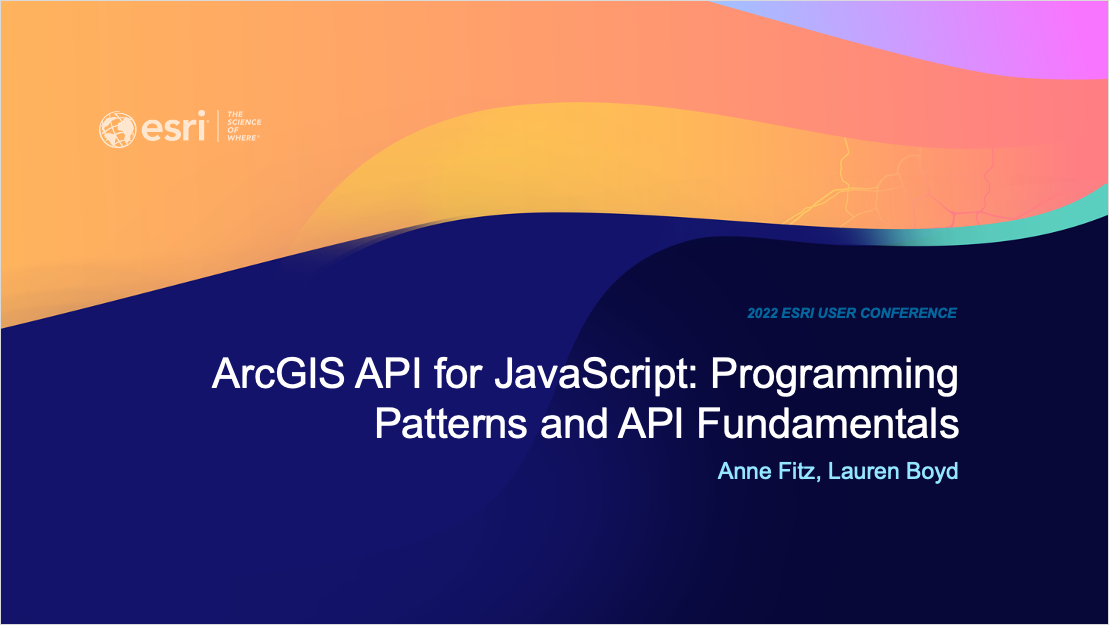 esri
THE
SCIENCE
OF
WHERE®
2022 ESRI USER CONFERENCE
ArcGIS API for JavaScript: Programming
Patterns and API Fundamentals
Anne Fitz, Lauren Boyd